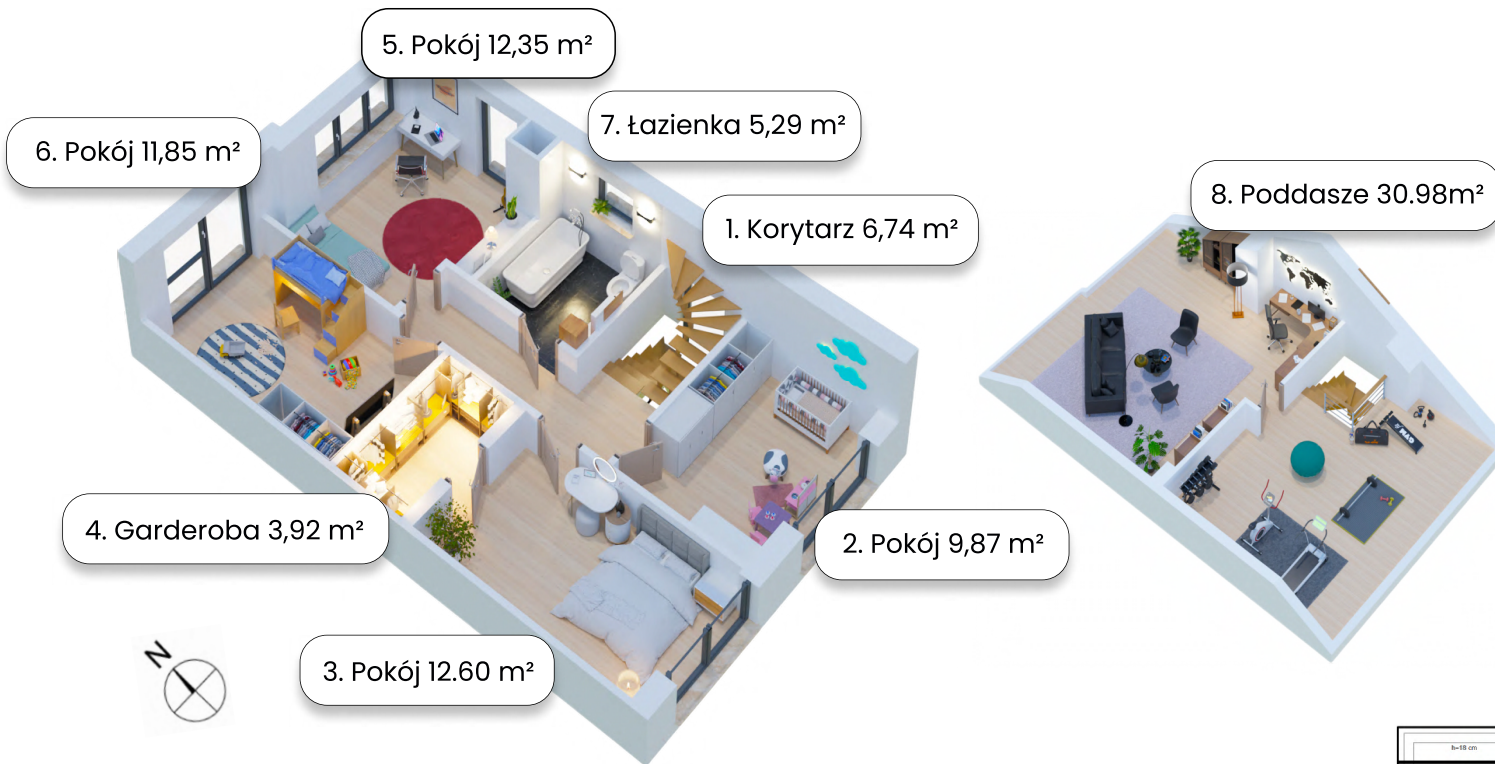 5. Pokój 12,35 m²
7. Łazienka 5,29 m²
6. Pokój 11,85 m²
8. Poddasze 30.98m²
1. Korytarz 6,74 m²
4. Garderoba 3,92 m²
2. Pokój 9,87 m²
3. Pokój 12.60 m²
N
h=18 cm